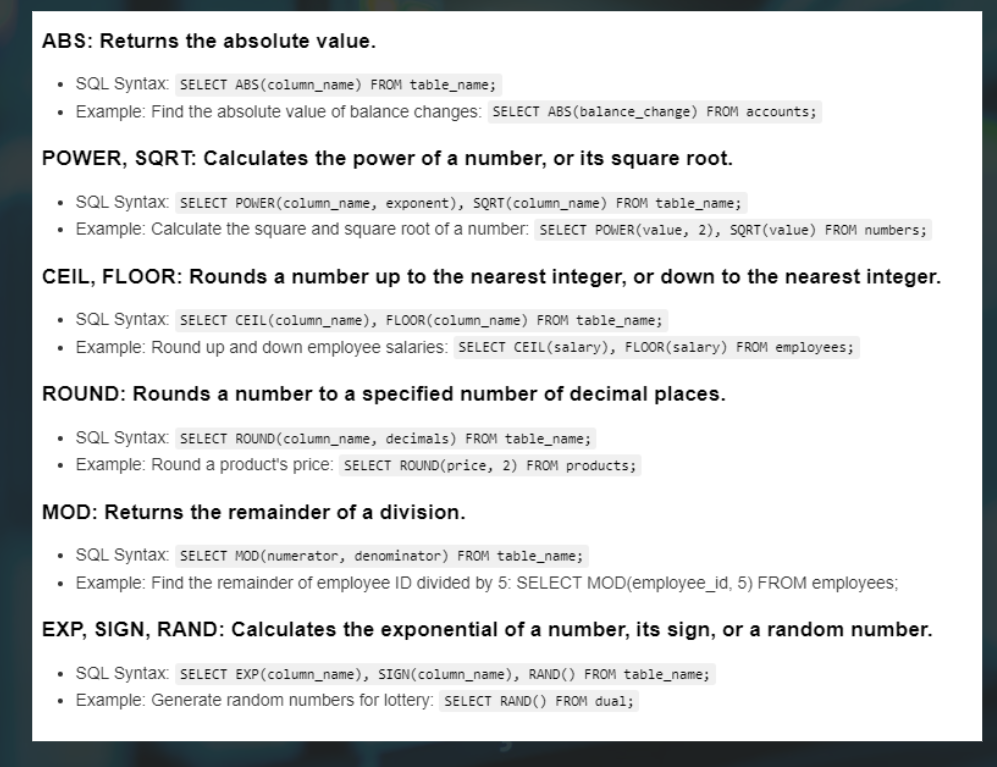 ABS: Returns the absolute value.
• SQL Syntax: SELECT ABS(column_name) FROM table_name;
• Example: Find the absolute value of balance changes: SELECT ABS(balance_change) FROM accounts;
POWER, SQRT: Calculates the power of a number, or its square root.
• SQL Syntax: SELECT POWER(column_name, exponent), SQRT(column_name) FROM table_name;
• Example: Calculate the square and square root of a number: SELECT POWER(value, 2), SQRT(value) FROM numbers;
CEIL, FLOOR: Rounds a number up to the nearest integer, or down to the nearest integer.
• SQL Syntax: SELECT CEIL(column_name), FLOOR(column_name) FROM table_name;
• Example: Round up and down employee salaries: SELECT CEIL(salary), FLOOR(salary) FROM employees;
ROUND: Rounds a number to a specified number of decimal places.
• SQL Syntax: SELECT ROUND(column_name, decimals) FROM table_name;
• Example: Round a product's price: SELECT ROUND(price, 2) FROM products;
MOD: Returns the remainder of a division.
• SQL Syntax: SELECT MOD(numerator, denominator) FROM table_name;
• Example: Find the remainder of employee ID divided by 5: SELECT MOD(employee_id, 5) FROM employees;
EXP, SIGN, RAND: Calculates the exponential of a number, its sign, or a random number.
• SQL Syntax: SELECT EXP(column_name), SIGN(column_name), RAND() FROM table_name;
• Example: Generate random numbers for lottery: SELECT RAND() FROM dual;